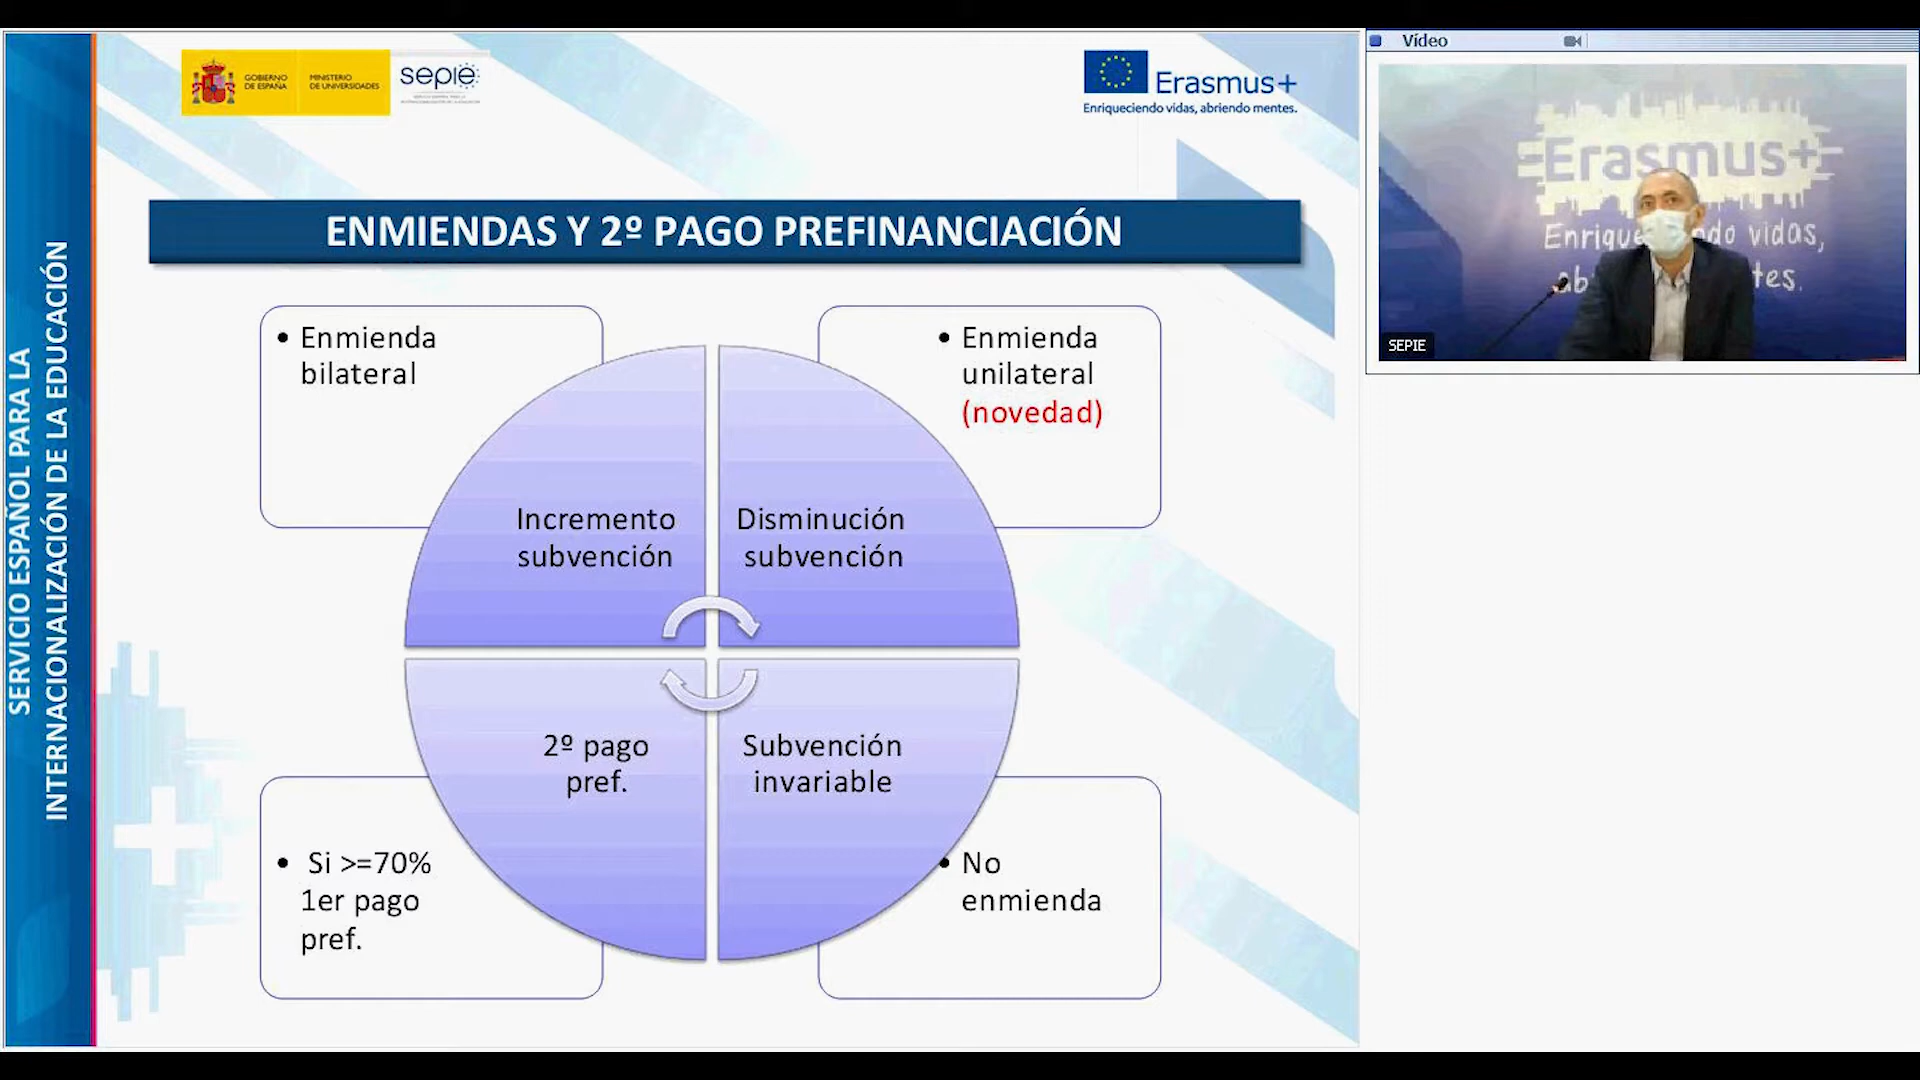 SERVICIO ESPAÑOL PARA LA
INTERNACIONALIZACIÓN DE LA EDUCACIÓN
GOBIERNO
DE ESPAÑA
MINISTERIO
DE UNIVERSIDADES
sepie
Erasmus+
Enriqueciendo vidas, abriendo mentes.
ENMIENDAS Y 2º PAGO PREFINANCIACIÓN
• Enmienda
bilateral
• Enmienda
unilateral
(novedad)
Incremento
subvención
Disminución
subvención
2º pago
pref.
Subvención
invariable
• Si >=70%
1er pago
pref.
• No
enmienda
Vídeo
Erasmus+
vidas,
SEPIE